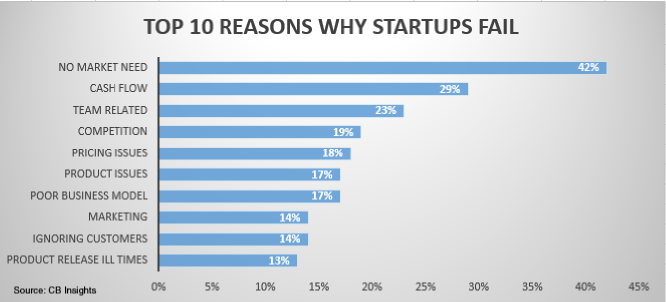 TOP 10 REASONS WHY STARTUPS FAIL
NO MARKET NEED 42%
CASH FLOW 29%
TEAM RELATED 23%
COMPETITION 19%
PRICING ISSUES 18%
PRODUCT ISSUES 17%
POOR BUSINESS MODEL 17%
MARKETING 14%
IGNORING CUSTOMERS 14%
PRODUCT RELEASE ILL TIMES 13%
0% 5% 10% 15% 20% 25% 30% 35% 40% 45%
Source: CB Insights